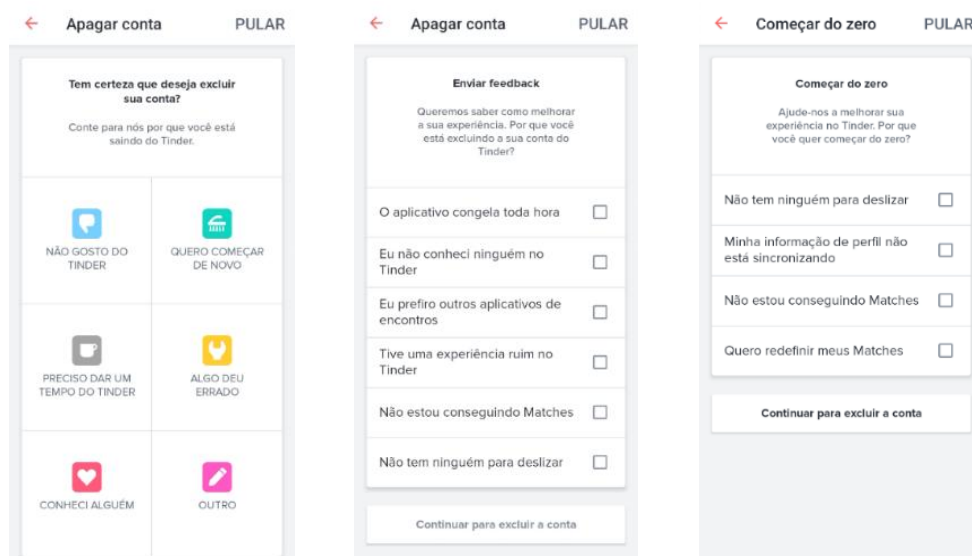 Apagar conta
PULAR
Tem certeza que deseja excluir
sua conta?
Conte para nós por que você está
saindo do Tinder.
NÃO GOSTO DO
TINDER
QUERO COMEÇAR
DE NOVO
PRECISO DAR UM
TEMPO DO TINDER
ALGO DEU
ERRADO
CONHECI ALGUÉM
OUTRO
Apagar conta
PULAR
Enviar feedback
Queremos saber como melhorar
a sua experiência. Por que você
está excluindo a sua conta do
Tinder?
O aplicativo congela toda hora
Eu não conheci ninguém no
Tinder
Eu prefiro outros aplicativos de
encontros
Tive uma experiência ruim no
Tinder
Não estou conseguindo Matches
Não tem ninguém para deslizar
Continuar para excluir a conta
Começar do zero
PULAR
Começar do zero
Ajude-nos a melhorar sua
experiência no Tinder. Por que
você quer começar do zero?
Não tem ninguém para deslizar
Minha informação de perfil não
está sincronizando
Não estou conseguindo Matches
Quero redefinir meus Matches
Continuar para excluir a conta